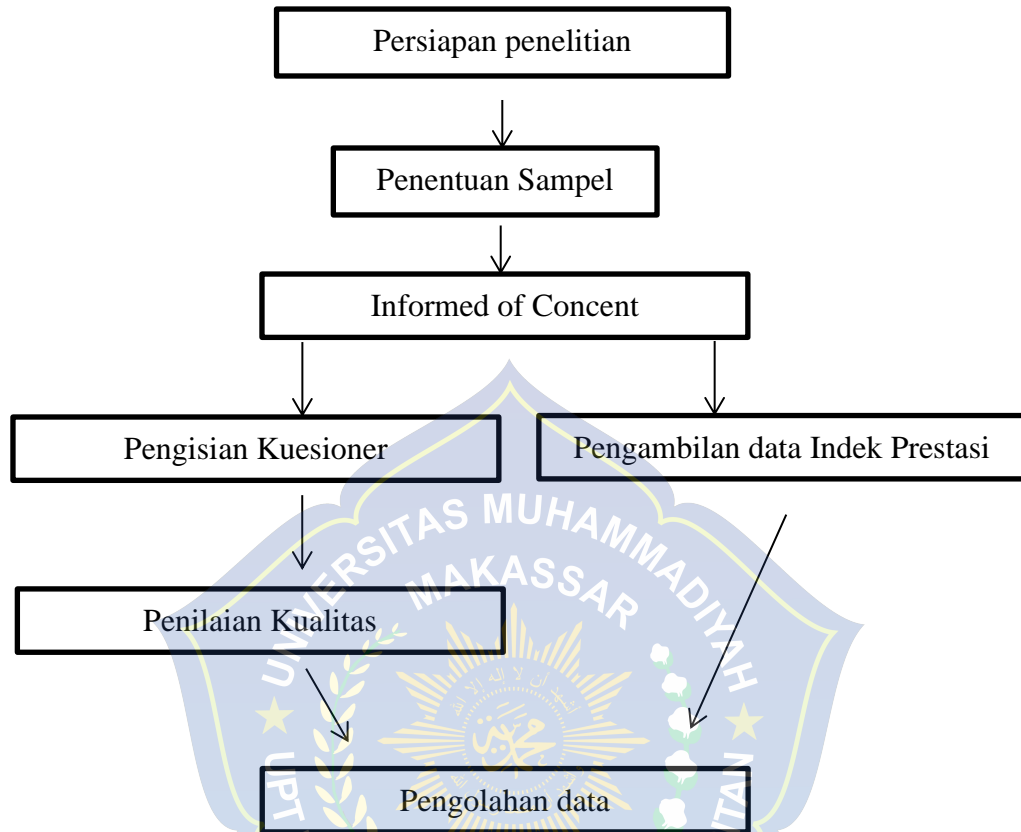 Persiapan penelitian
Penentuan Sampel
Informed of Concent
Pengisian Kuesioner
Pengambilan data Indek Prestasi
UNIVERSITAS MUHAMMADIYAH
MAKASSAR
Penilaian Kualitas
Pengolahan data
UPT